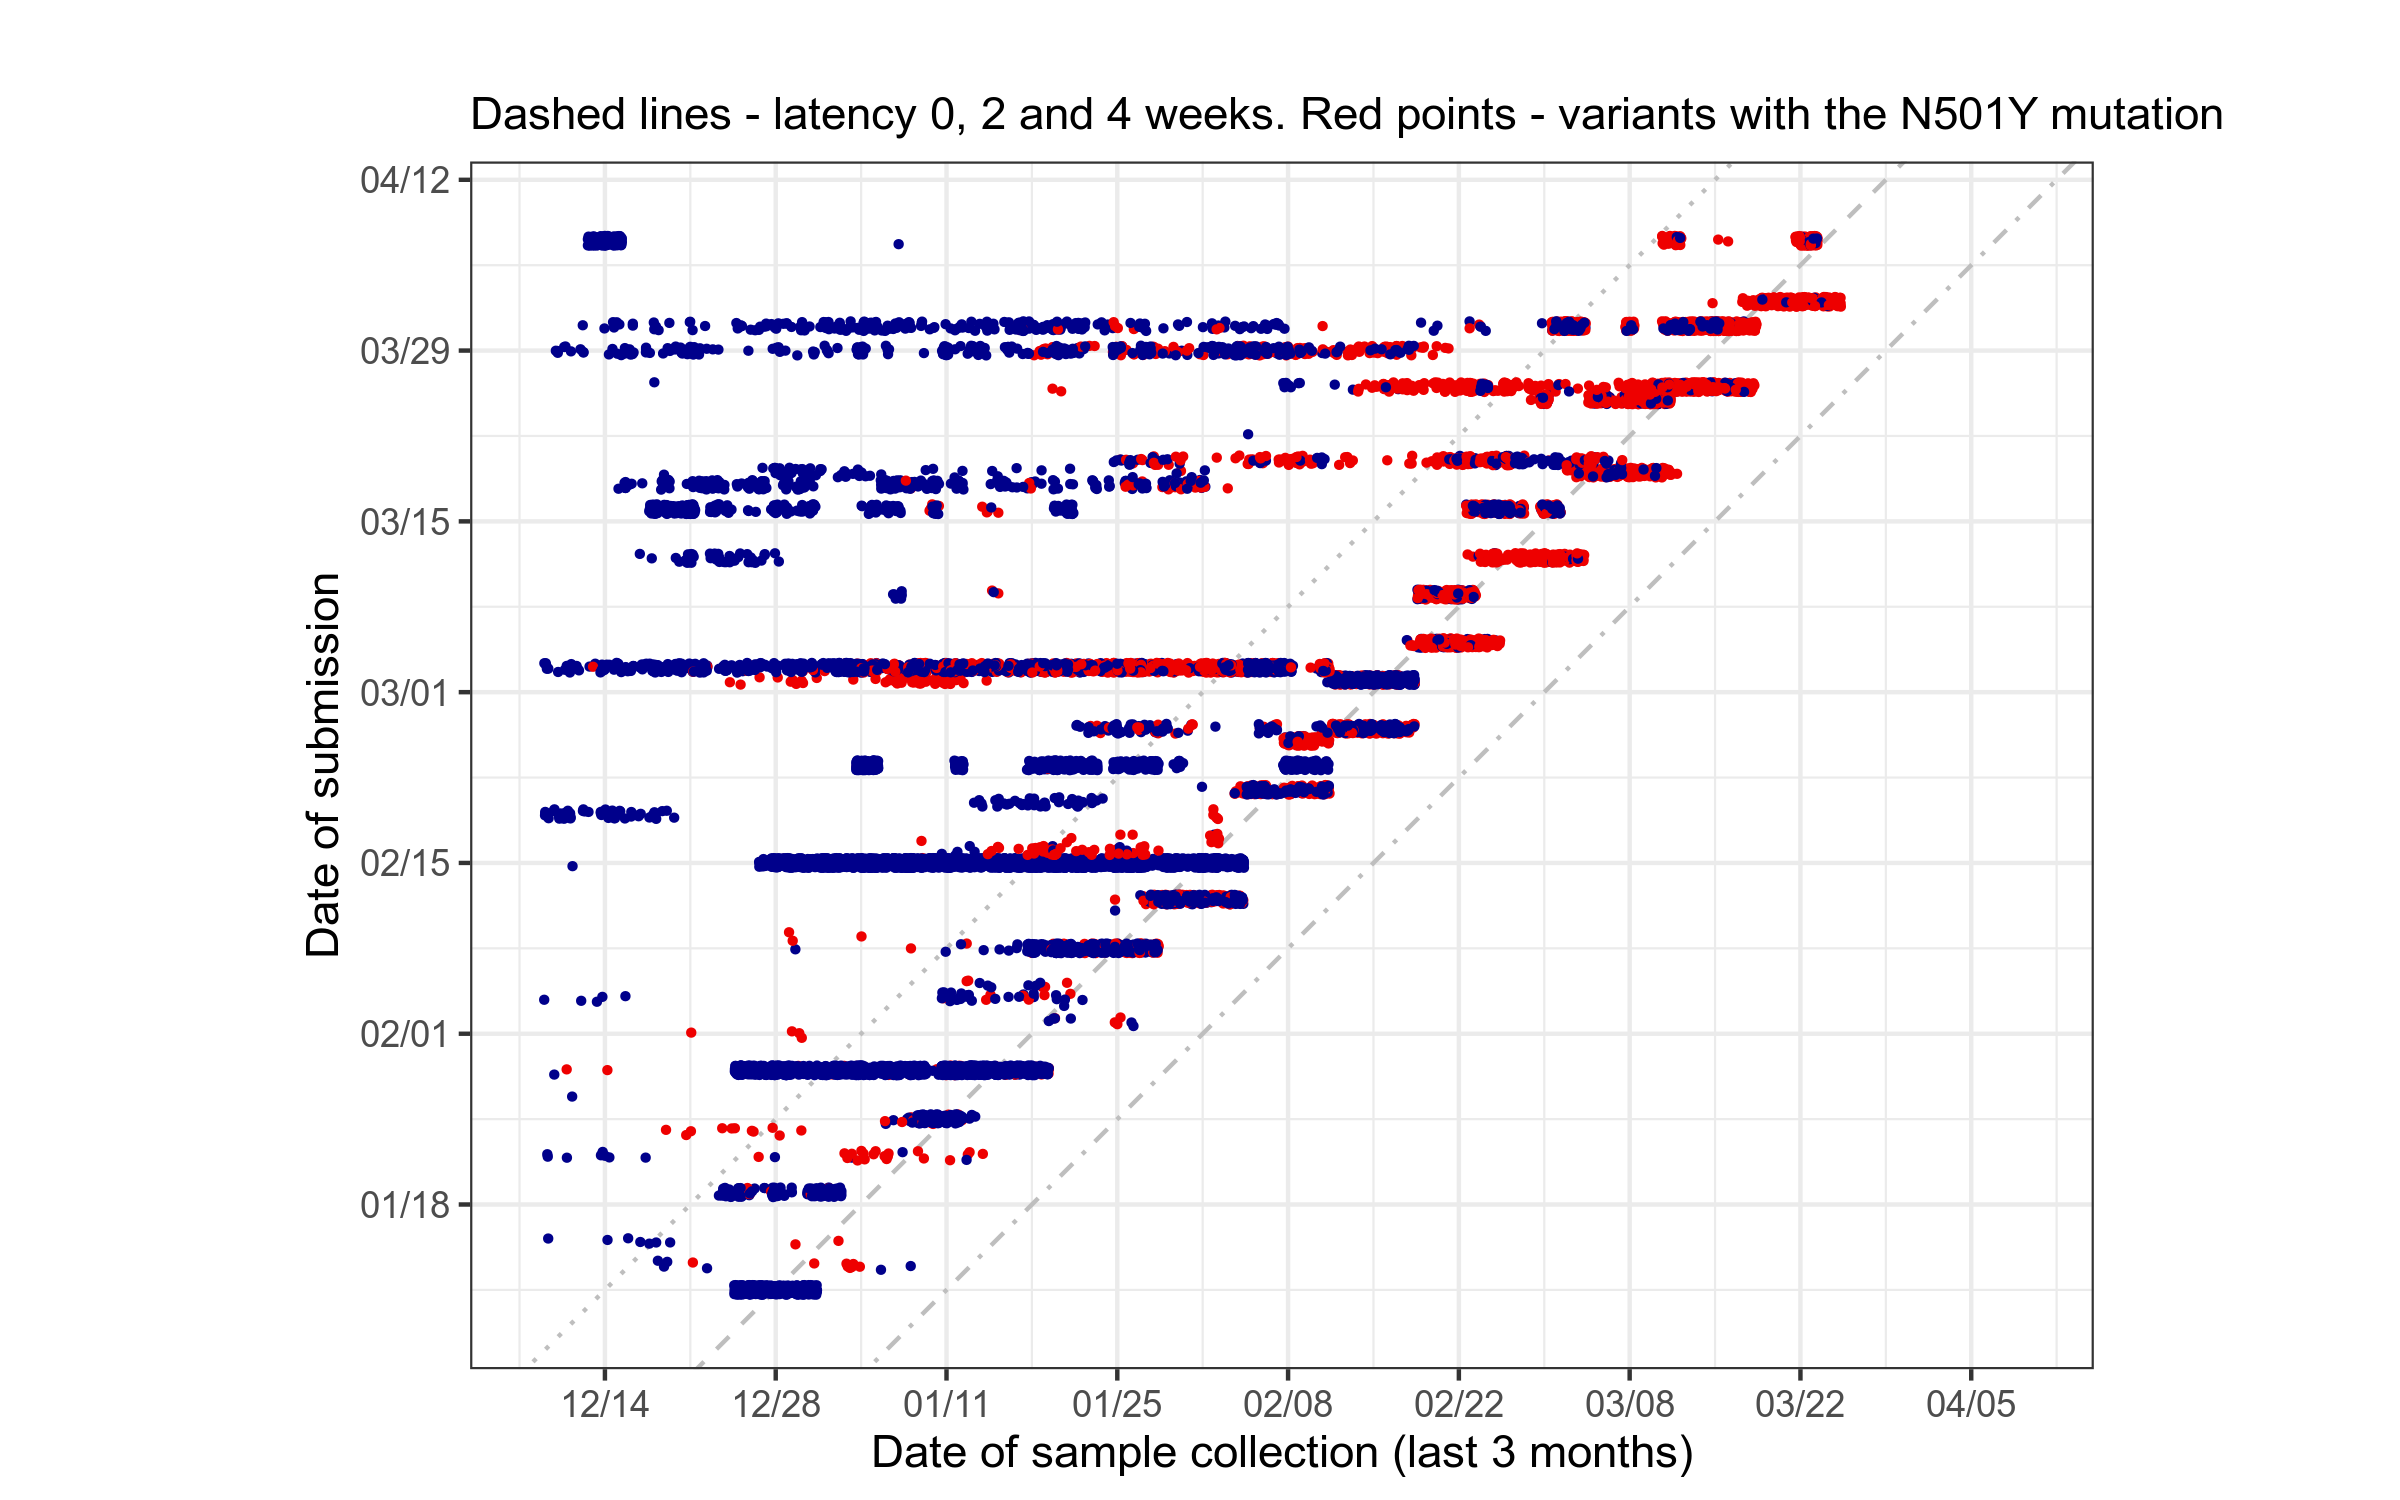 Dashed lines - latency 0, 2 and 4 weeks. Red points - variants with the N501Y mutation
04/12
03/29
03/15
03/01
02/15
02/01
01/18
Date of submission
12/14 12/28 01/11 01/25 02/08 02/22 03/08 03/22 04/05
Date of sample collection (last 3 months)